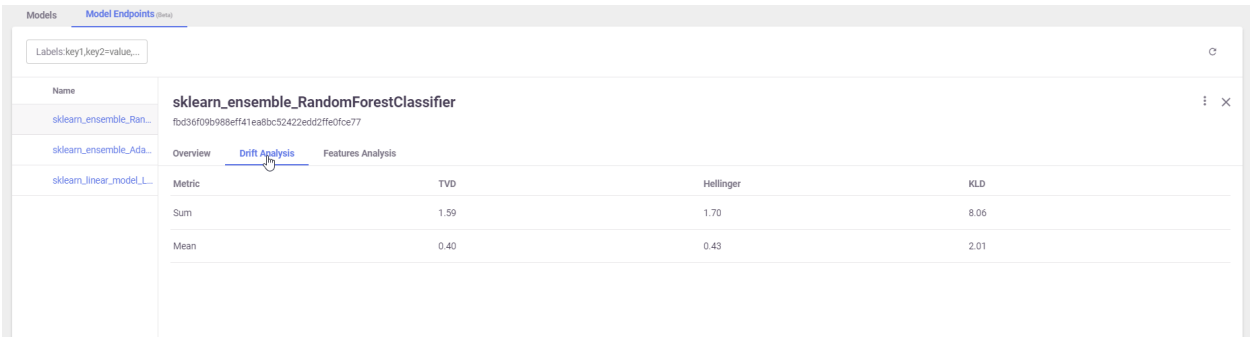 Models Model Endpoints (Beta)
Labels:key1,key2=value,...
Name
sklearn_ensemble_Ran...
sklearn_ensemble_Ada...
sklearn_linear_model_L...
sklearn_ensemble_RandomForestClassifier
fbd36f09b988eff41ea8bc52422edd2ffe0fce77
Overview Drift Analysis Features Analysis
Metric TVD Hellinger KLD
Sum 1.59 1.70 8.06
Mean 0.40 0.43 2.01